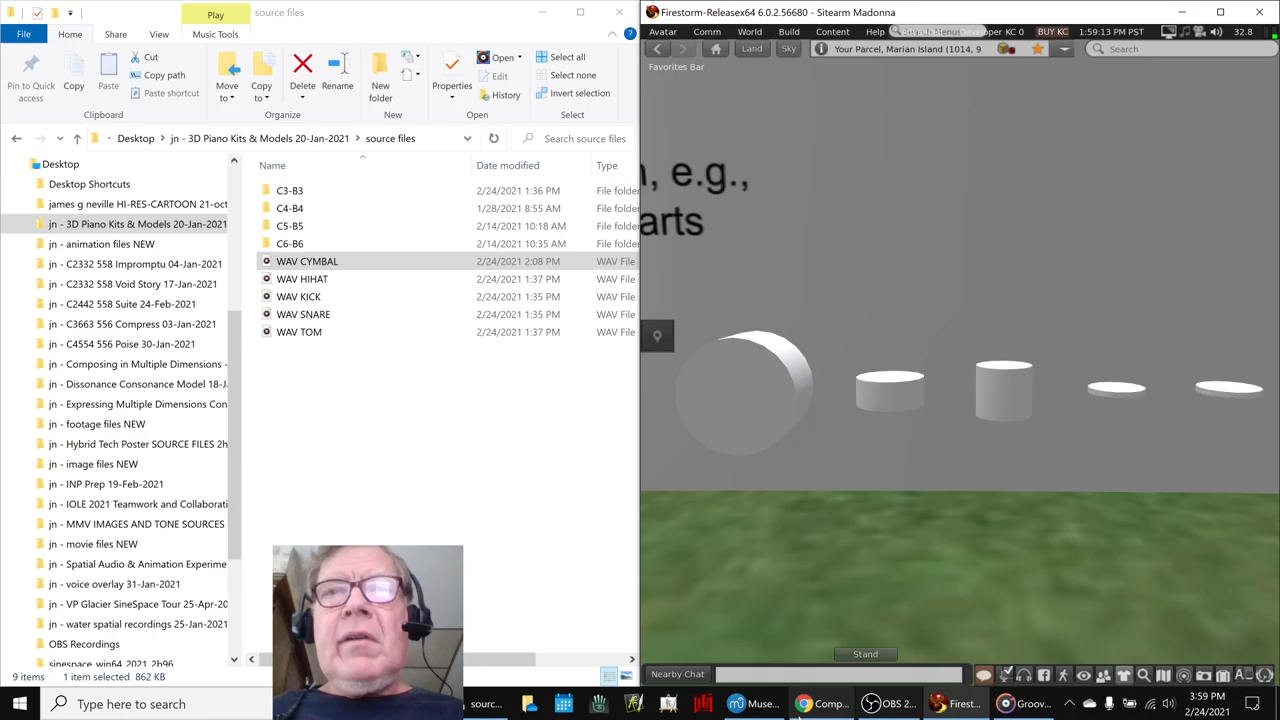 Play
source files
File
Home
Share
View
Music Tools
Pin to Quick access
Copy
Paste
Cut
Copy path
Paste shortcut
Clipboard
Move to
Copy to
Delete
Rename
Organize
New folder
New
Properties
Open
Edit
History
Open
Select all
Select none
Invert selection
Select
Desktop
jn - 3D Piano Kits & Models 20-Jan-2021
source files
Search source files
Name
Date modified
Type
C3-B3 2/24/2021 1:36 PM File folder
C4-B4 1/28/2021 8:55 AM File folder
C5-B5 2/14/2021 10:18 AM File folder
C6-B6 2/14/2021 10:35 AM File folder
WAV CYMBAL 2/24/2021 2:08 PM WAV File
WAV HIHAT 2/24/2021 1:37 PM WAV File
WAV KICK 2/24/2021 1:35 PM WAV File
WAV SNARE 2/24/2021 1:35 PM WAV File
WAV TOM 2/24/2021 1:37 PM WAV File
Desktop
Desktop Shortcuts
james g neville HI-RES-CARTOON 21-oct
jn - 3D Piano Kits & Models 20-Jan-2021
jn - animation files NEW
jn - C2332 558 Impromptu 04-Jan-2021
jn - C2332 558 Void Story 17-Jan-2021
jn - C2442 558 Suite 24-Feb-2021
jn - C3663 556 Compress 03-Jan-2021
jn - C4554 556 Poise 30-Jan-2021
jn - Composing in Multiple Dimensions -
jn - Dissonance Consonance Model 18-J
jn - Expressing Multiple Dimensions Con
jn - footage files NEW
jn - Hybrid Tech Poster SOURCE FILES 2h
jn - image files NEW
jn - INP Prep 19-Feb-2021
jn - IOLE 2021 Teamwork and Collaborati
jn - MMV IMAGES AND TONE SOURCES
jn - movie files NEW
jn - Spatial Audio & Animation Experime
jn - voice overlay 31-Jan-2021
jn - VP Glacier SineSpace Tour 25-Apr-20
jn - water spatial recordings 25-Jan-2021
OBS Recordings
sinespace_win64_2021_2b96
9 items
1 item selected 862 KB
Firestorm-Releasex64 6.0.2.56680 - Sitearm Madonna
Avatar Comm World Build Content Help
KC 0
BUY KC
1:59:13 PM PST
32.8
Land
Sky
Your Parcel, Marian Island (1014, 9
Search
Favorites Bar
, e.g.,
arts
Stand
Nearby Chat
Type here to search
sourc...
Muse...
Comp...
OBS 2...
Firest...
Groov...
3:59 PM
2/24/2021